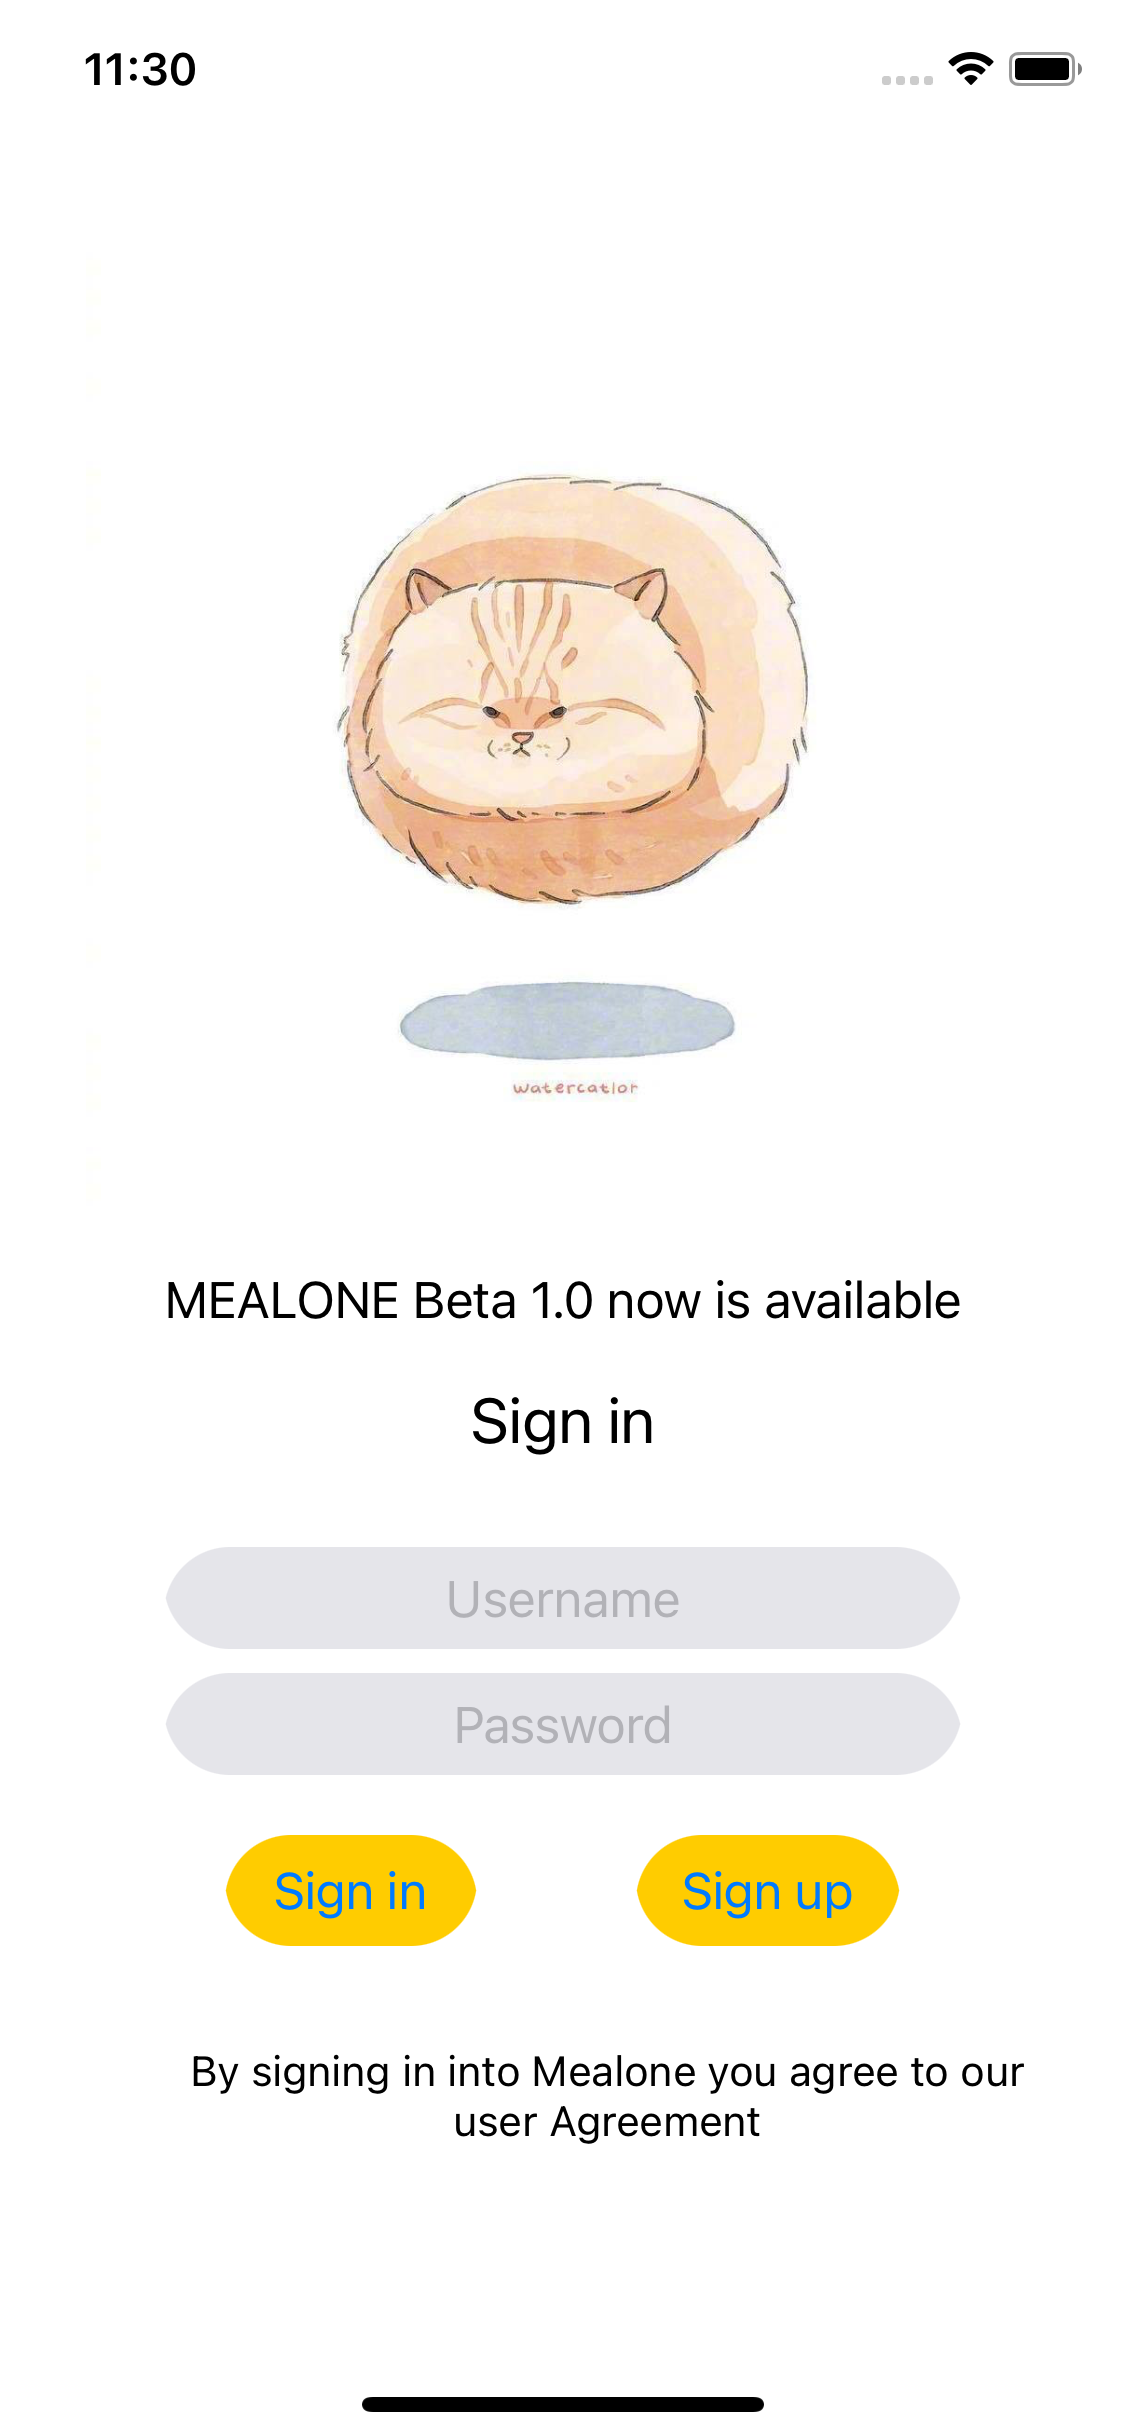 11:30
watercatlor
MEALONE Beta 1.0 now is available
Sign in
Username
Password
Sign in
Sign up
By signing in into Mealone you agree to our
user Agreement